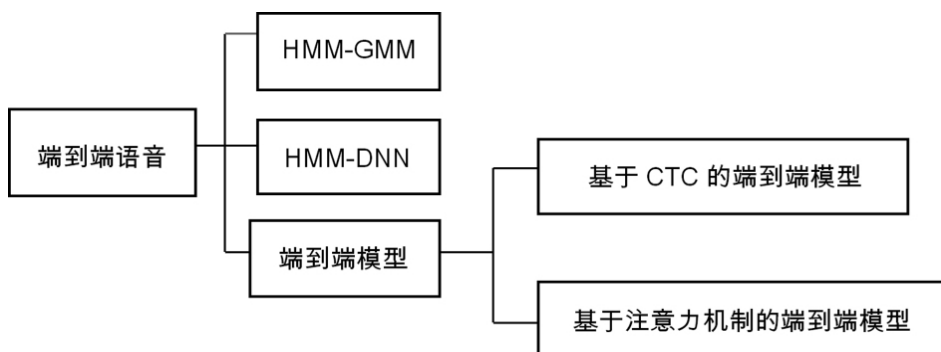 HMM-GMM
端到端语音
HMM-DNN
端到端模型
基于 CTC 的端到端模型
基于注意力机制的端到端模型